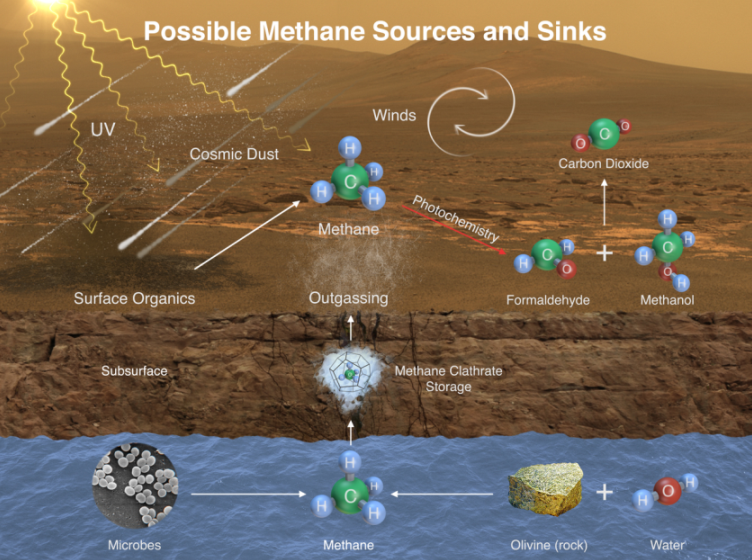 Possible Methane Sources and Sinks
UV
Cosmic Dust
Winds
H
H
C
H
H
Methane
O
C
O
Carbon Dioxide
Photochemistry
H
C
H
O
Formaldehyde
+
H
C
H
H
O
H
Methanol
Surface Organics
Outgassing
Subsurface
Methane Clathrate
Storage
H
H
C
H
H
Methane
Microbes
Olivine (rock)
+
H
O
H
Water